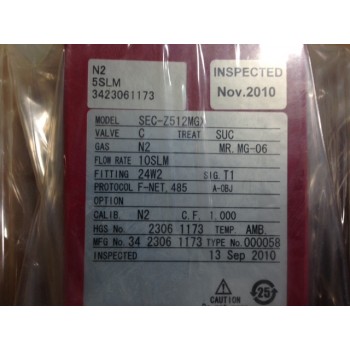 N2
5SLM
3423061173
INSPECTED
Nov.2010
MODEL SEC-Z512MGX
VALVE C TREAT SUC
GAS N2 MR.MG-06
FLOW RATE 10SLM
FITTING 24W2 SIG. T1
PROTOCOL F-NET. 485 A-OBJ
OPTION
CALIB. N2 C.F. 1.000
HGS No. 2306 1173 TEMP. AMB.
MFG No. 34 2306 1173 TYPE No. 000058
INSPECTED 13 Sep 2010
CAUTION
25